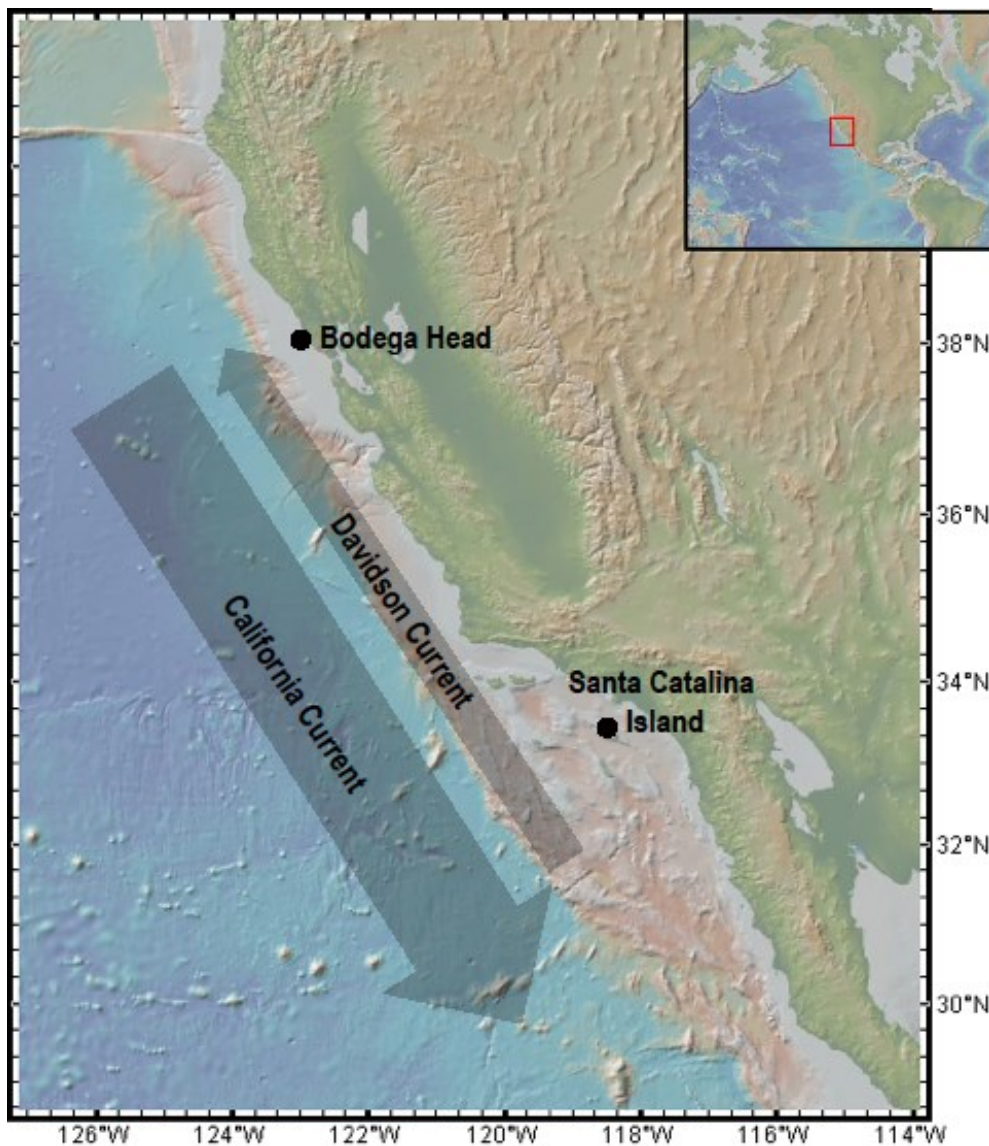 Bodega Head
38°N
36°N
Davidson Current
California Current
Santa Catalina
Island
34°N
32°N
30°N
126°W 124°W 122°W 120°W 118°W 116°W 114°W